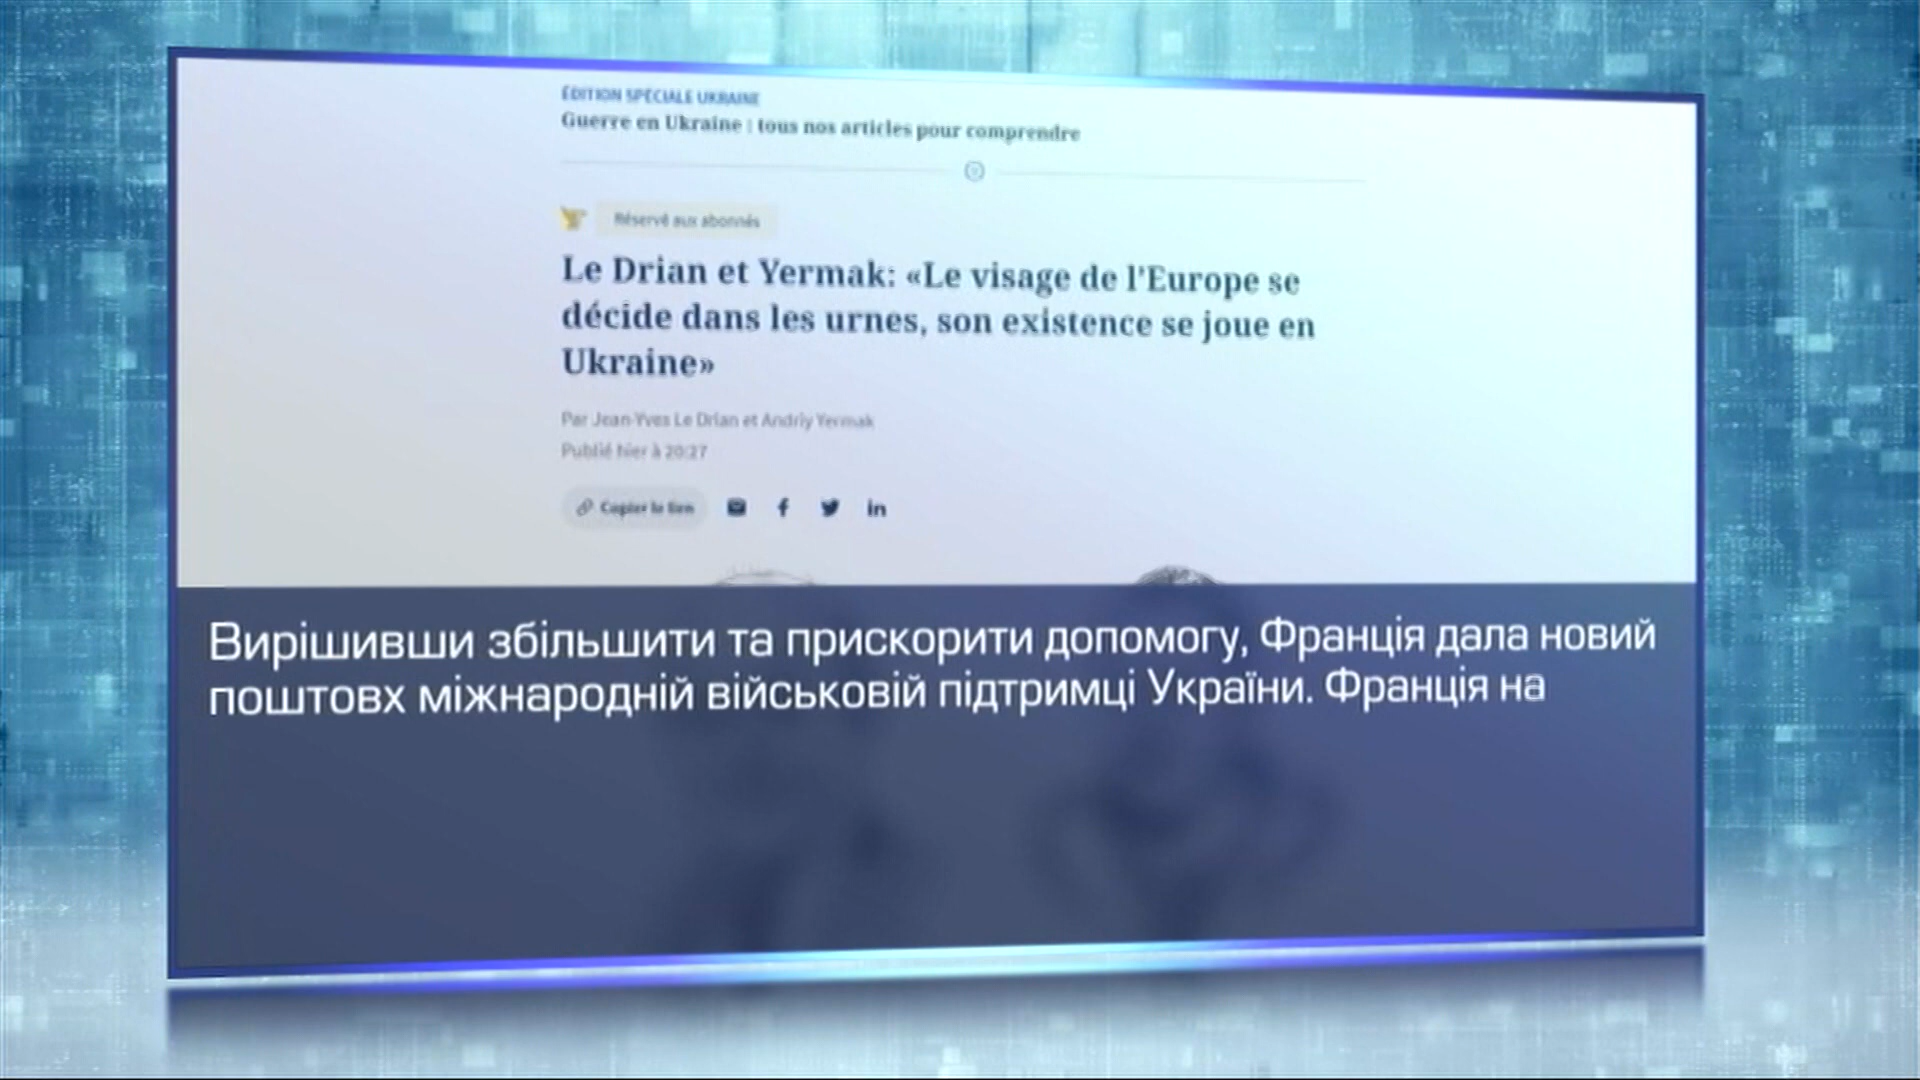 ÉDITION SPÉCIALE UKRAINE
Guerre en Ukraine | tous nos articles pour comprendre
Réservé aux abonnés
Le Drian et Yermak: «Le visage de l'Europe se
décide dans les urnes, son existence se joue en
Ukraine»
Par Jean-Yves Le Drian et Andriy Yermak
Publié hier à 20:27
Copier le lien
Вирішивши збільшити та прискорити допомогу, Франція дала новий
поштовх міжнародній військовій підтримці України. Франція на